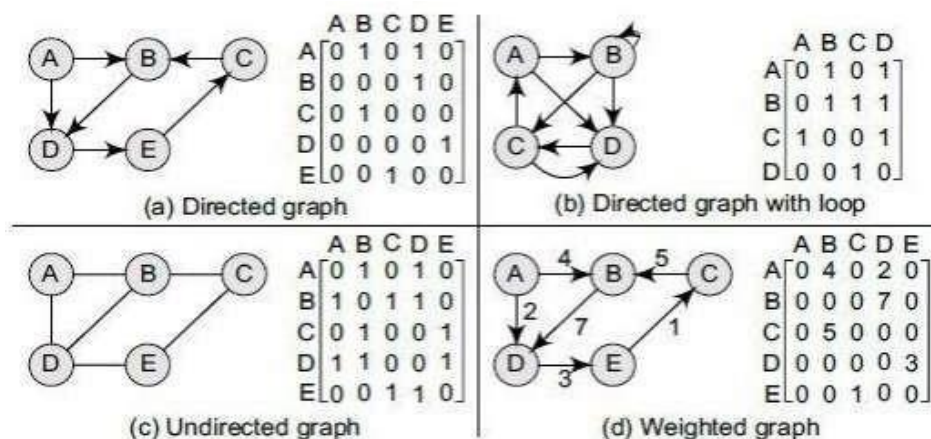 A B C D E
A 0 1 0 1 0
B 0 0 0 1 0
C 0 1 0 0 0
D 0 0 0 0 1
E 0 0 1 0 0
A B C
D E
(a) Directed graph
A B C D
A 0 1 0 1
B 0 1 1 1
C 1 0 0 1
D 0 0 1 0
A B
C D
(b) Directed graph with loop
A B C D E
A 0 1 0 1 0
B 1 0 1 1 0
C 0 1 0 0 1
D 1 1 0 0 1
E 0 0 1 1 0
A B C
D E
(c) Undirected graph
A B C D E
A 0 4 0 2 0
B 0 0 0 7 0
C 0 5 0 0 0
D 0 0 0 0 3
E 0 0 1 0 0
A 4 B 5 C
2 7 1
D 3 E
(d) Weighted graph